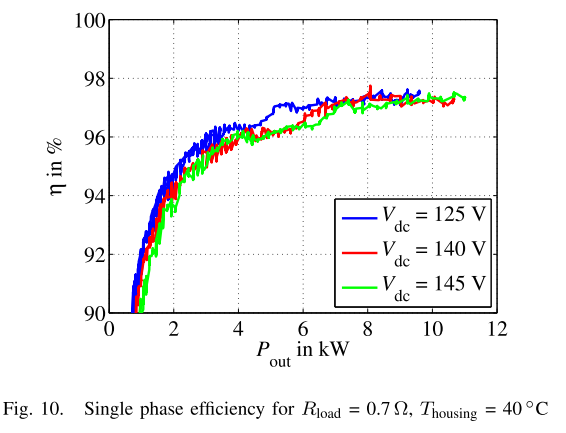 100
98
96
94
92
90
η in %
V_dc = 125 V
V_dc = 140 V
V_dc = 145 V
0 2 4 6 8 10 12
P_out in kW
Fig. 10. Single phase efficiency for R_load = 0.7 Ω, T_housing = 40 °C